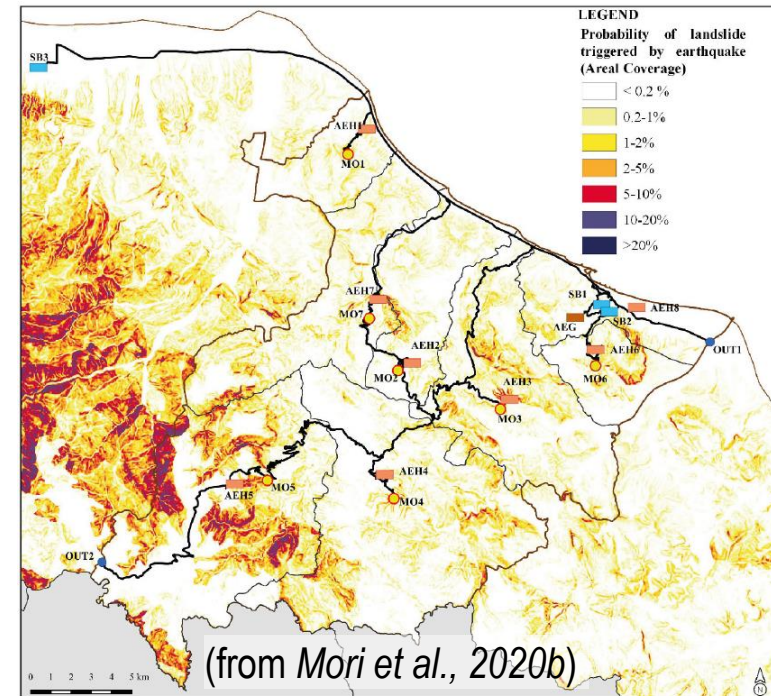 LEGEND
Probability of landslide
triggered by earthquake
(Areal Coverage)
< 0.2 %
0.2-1%
1-2%
2-5%
5-10%
10-20%
>20%
SB3
AEH1
MO1
AEH7
MO7
SB1
AEH8
AEG
SB2
OUT1
AEH2
AEH6
MO2
MO6
AEH3
MO3
AEH4
AEH5
MO5
MO4
OUT2
(from Mori et al., 2020b)
0 1 2 3 4 5 km
N